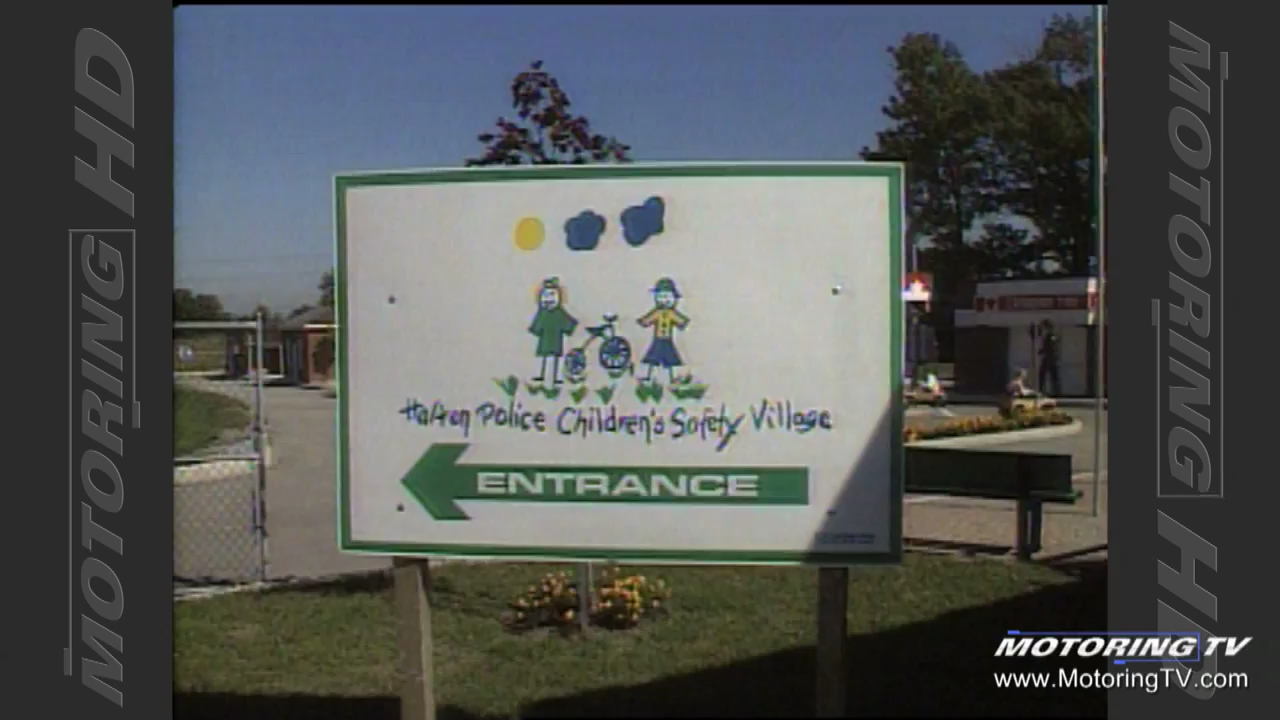 MOTORING HD
Halton Police Children's Safety Village
ENTRANCE
MOTORING HD
MOTORING TV
www.MotoringTV.com